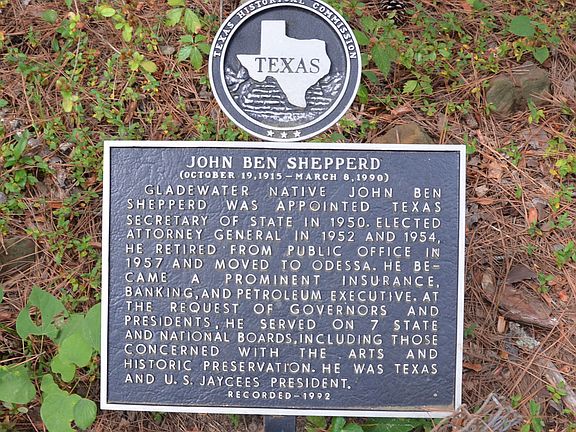 TEXAS HISTORICAL COMMISSION
TEXAS
JOHN BEN SHEPPERD
(OCTOBER 19, 1915 – MARCH 8, 1990)
GLADEWATER NATIVE JOHN BEN
SHEPPERD WAS APPOINTED TEXAS
SECRETARY OF STATE IN 1950. ELECTED
ATTORNEY GENERAL IN 1952 AND 1954,
HE RETIRED FROM PUBLIC OFFICE IN
1957 AND MOVED TO ODESSA. HE BE-
CAME A PROMINENT INSURANCE,
BANKING, AND PETROLEUM EXECUTIVE. AT
THE REQUEST OF GOVERNORS AND
PRESIDENTS, HE SERVED ON 7 STATE
AND NATIONAL BOARDS, INCLUDING THOSE
CONCERNED WITH THE ARTS AND
HISTORIC PRESERVATION. HE WAS TEXAS
AND U.S. JAYCEES PRESIDENT.
RECORDED – 1992